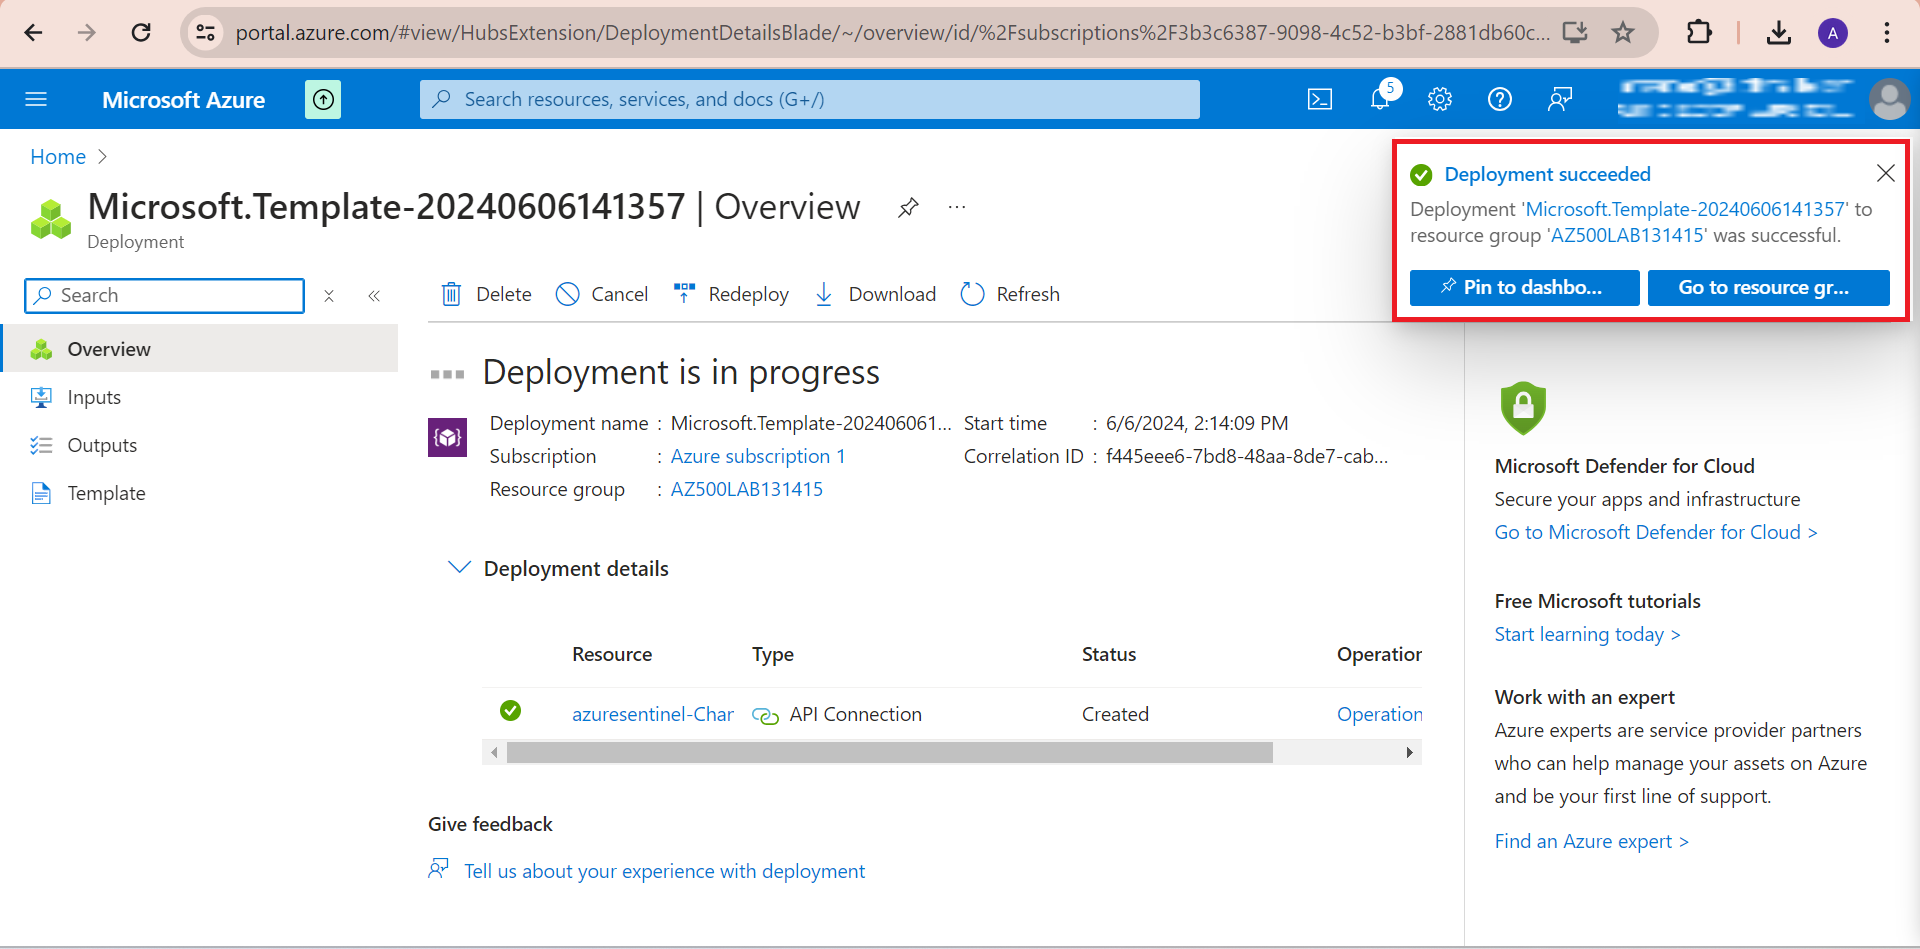 portal.azure.com/#view/HubsExtension/DeploymentDetailsBlade/~/overview/id/%2Fsubscriptions%2F3b3c6387-9098-4c52-b3bf-2881db60c...
A
Microsoft Azure
Search resources, services, and docs (G+/)
5
Home
Microsoft.Template-20240606141357 | Overview
...
Deployment
Deployment succeeded
Deployment 'Microsoft.Template-20240606141357' to
resource group 'AZ500LAB131415' was successful.
Pin to dashbo...
Go to resource gr...
Search
Overview
Inputs
Outputs
Template
Delete
Cancel
Redeploy
Download
Refresh
Deployment is in progress
Deployment name : Microsoft.Template-202406061...
Subscription : Azure subscription 1
Resource group : AZ500LAB131415
Start time : 6/6/2024, 2:14:09 PM
Correlation ID : f445eee6-7bd8-48aa-8de7-cab...
Deployment details
Resource Type Status Operation
azuresentinel-Char API Connection Created Operation
Give feedback
Tell us about your experience with deployment
Microsoft Defender for Cloud
Secure your apps and infrastructure
Go to Microsoft Defender for Cloud >
Free Microsoft tutorials
Start learning today >
Work with an expert
Azure experts are service provider partners
who can help manage your assets on Azure
and be your first line of support.
Find an Azure expert >